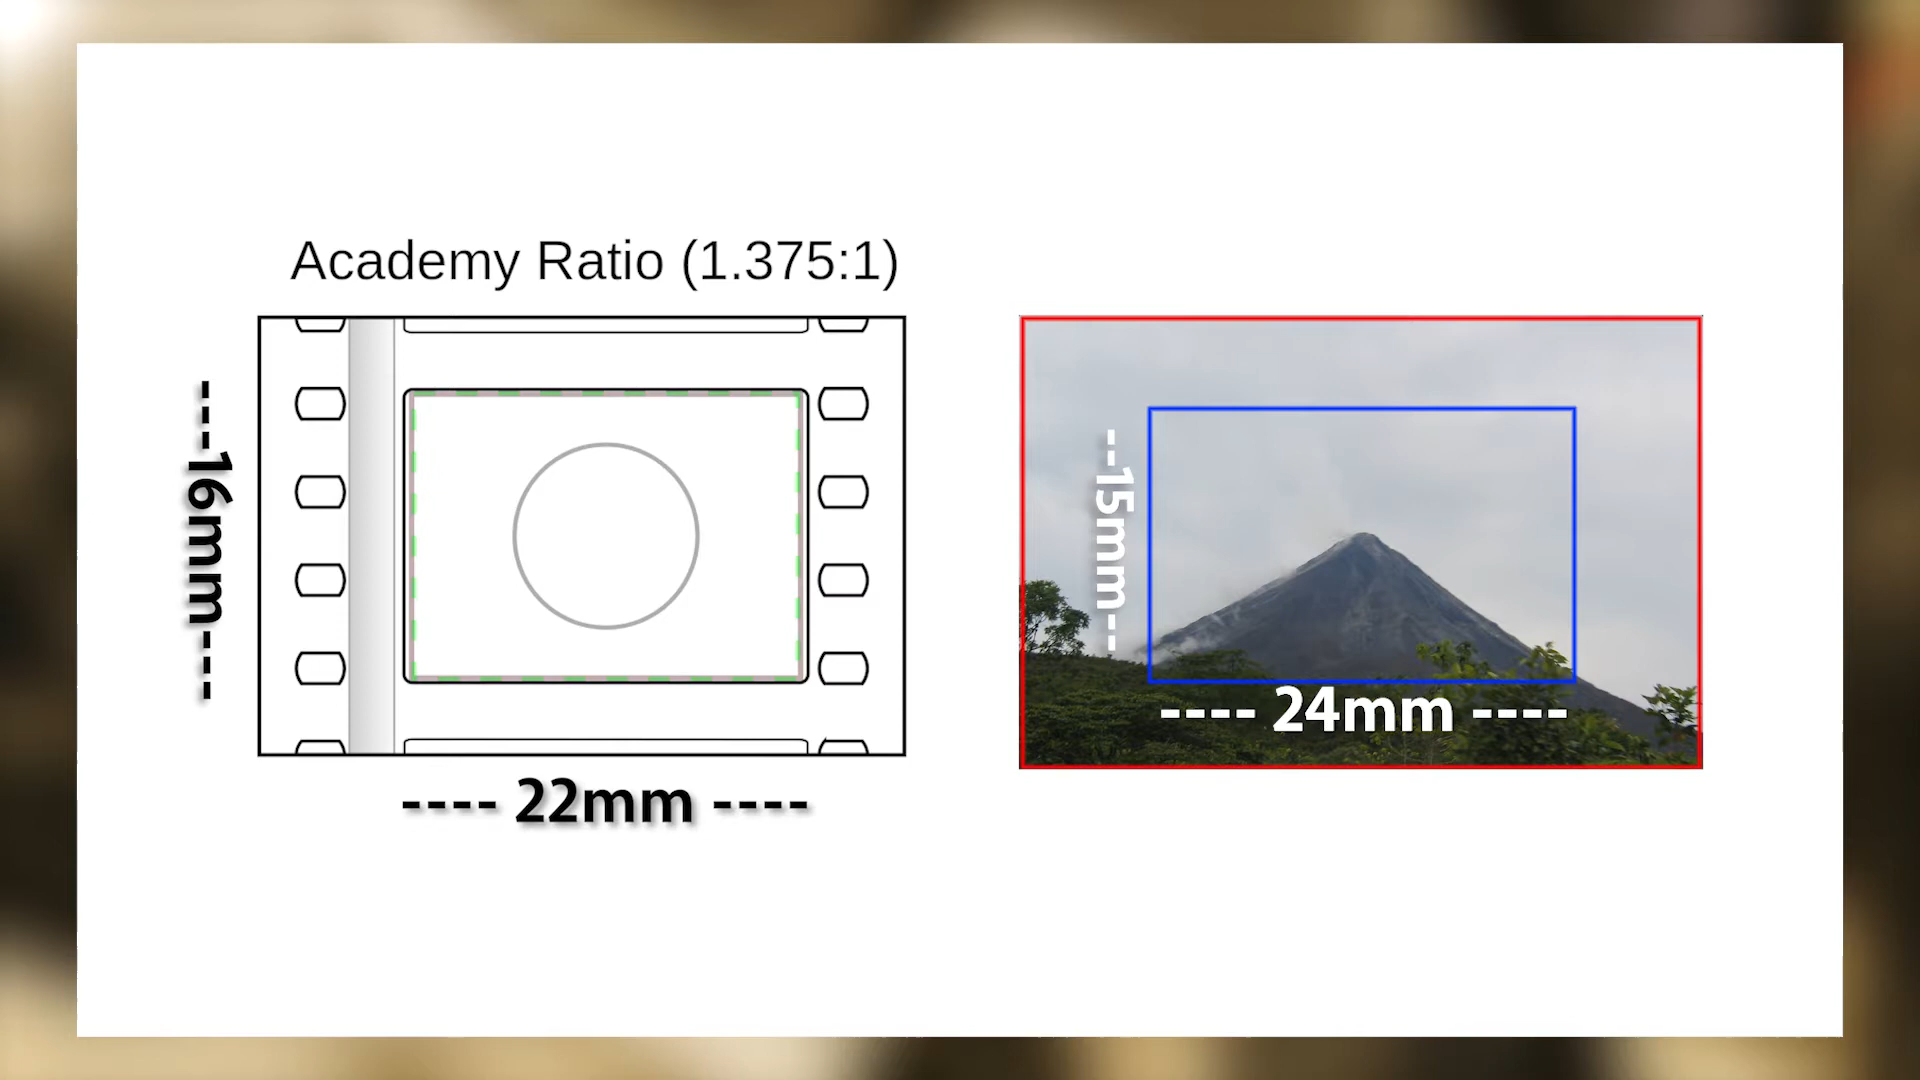 Academy Ratio (1.375:1)
---16mm---
---- 22mm ----
--15mm--
---- 24mm ----